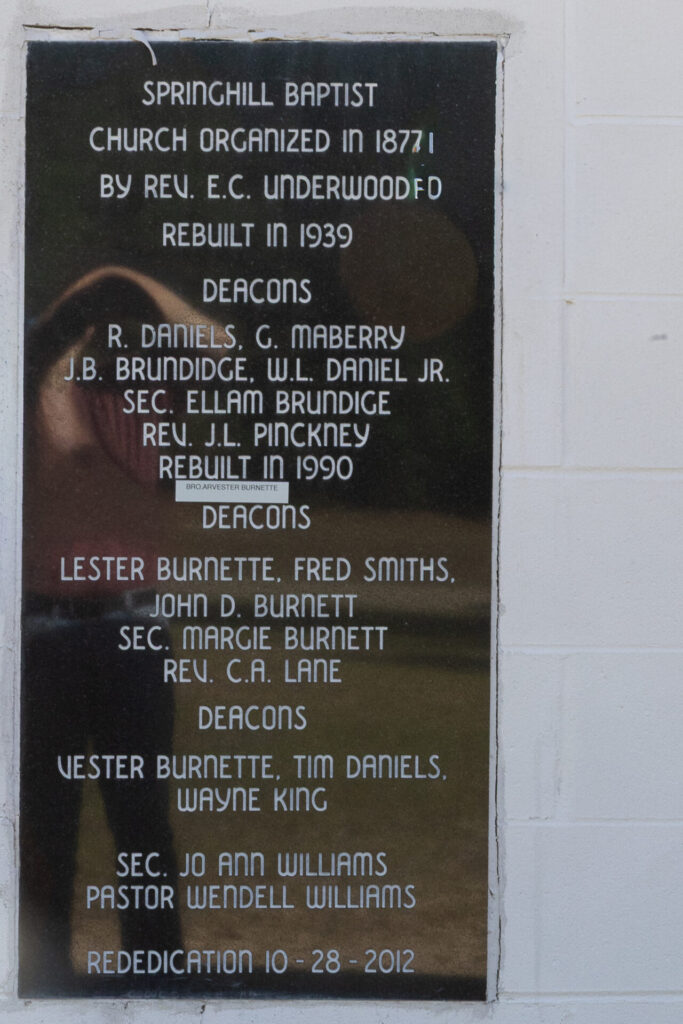 SPRINGHILL BAPTIST
CHURCH ORGANIZED IN 1877
BY REV. E.C. UNDERWOOD
REBUILT IN 1939
DEACONS
R. DANIELS, G. MABERRY
J.B. BRUNDIDGE, W.L. DANIEL JR.
SEC. ELLAM BRUNDIGE
REV. J.L. PINCKNEY
REBUILT IN 1990
BRO.ARVESTER BURNETTE
DEACONS
LESTER BURNETTE, FRED SMITHS,
JOHN D. BURNETT
SEC. MARGIE BURNETT
REV. C.A. LANE
DEACONS
VESTER BURNETTE, TIM DANIELS,
WAYNE KING
SEC. JO ANN WILLIAMS
PASTOR WENDELL WILLIAMS
REDEDICATION 10 - 28 - 2012